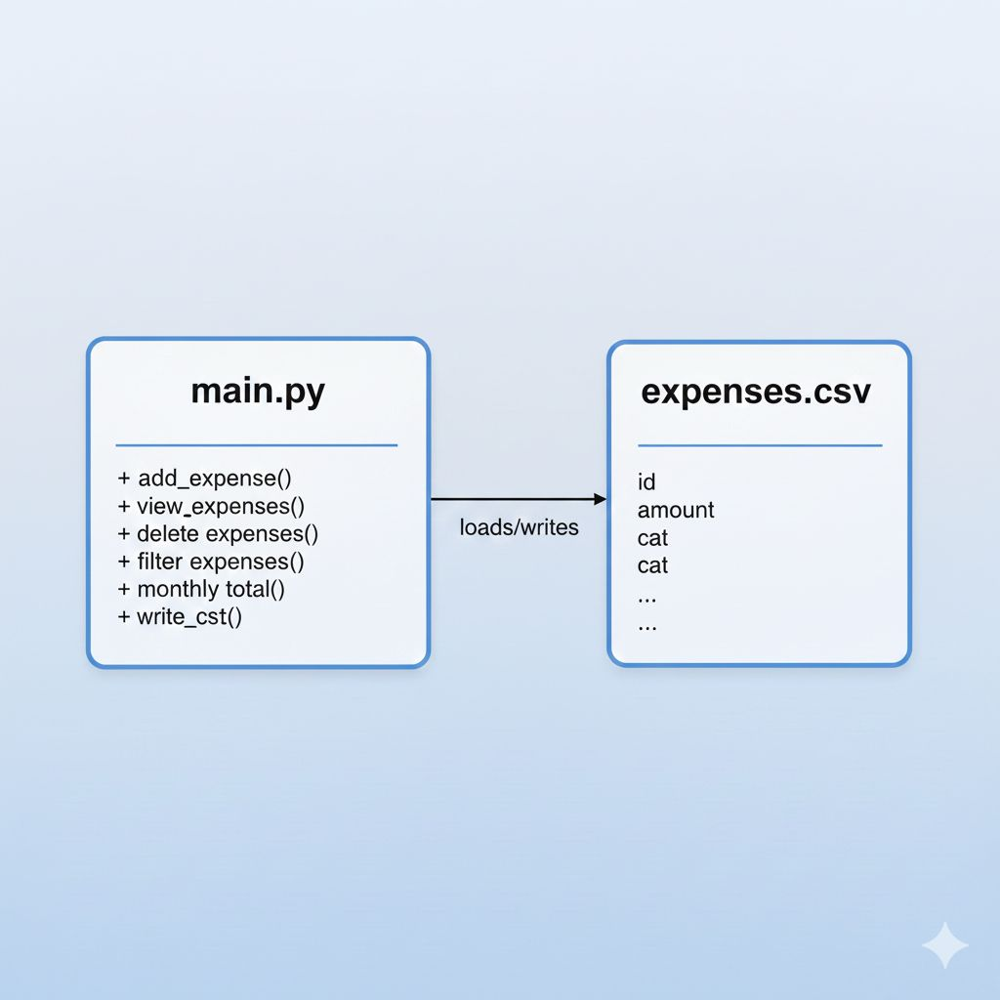 main.py
+ add_expense()
+ view_expenses()
+ delete expenses()
+ filter expenses()
+ monthly total()
+ write_cst()
loads/writes
expenses.csv
id
amount
cat
cat
...
...